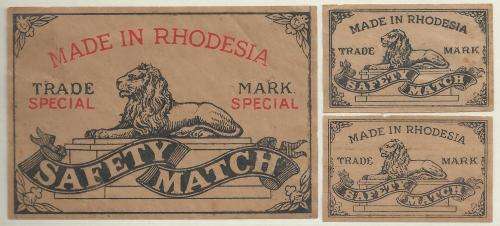 MADE IN RHODESIA
TRADE MARK.
SPECIAL SPECIAL
SAFETY MATCH
MADE IN RHODESIA
TRADE MARK
SAFETY MATCH
MADE IN RHODESIA
TRADE MARK
SAFETY MATCH